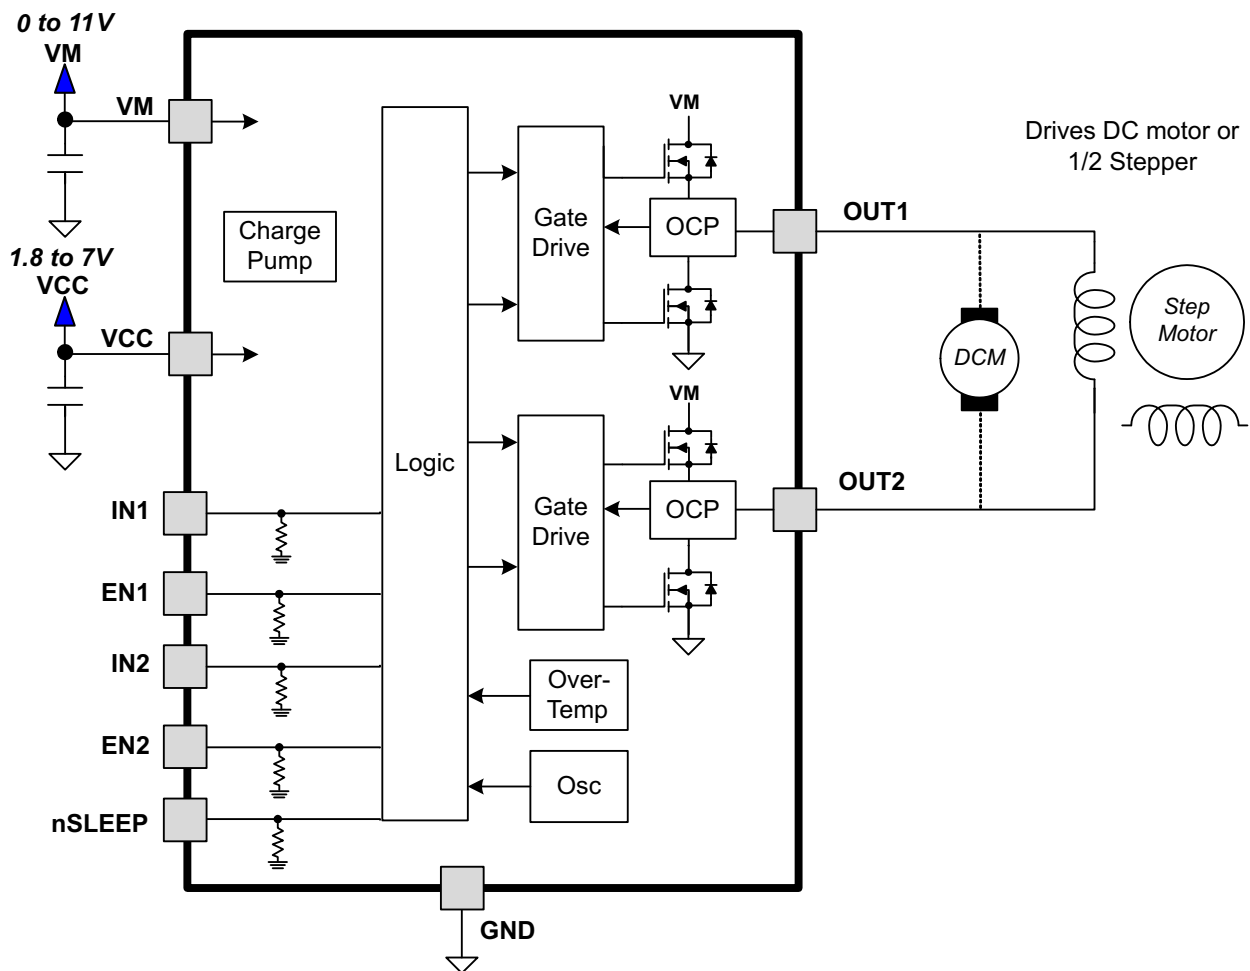 0 to 11V
VM
VM
1.8 to 7V
VCC
VCC
IN1
EN1
IN2
EN2
nSLEEP
Charge
Pump
Logic
Gate
Drive
VM
OCP
Gate
Drive
VM
OCP
Over-
Temp
Osc
GND
OUT1
OUT2
Drives DC motor or
1/2 Stepper
DCM
Step
Motor